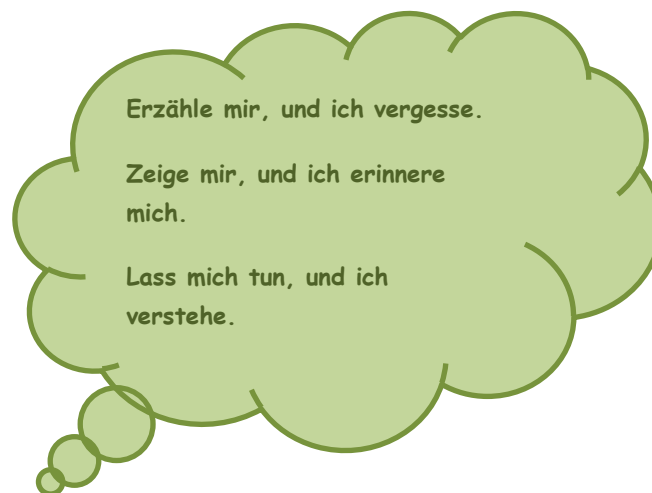 Erzähle mir, und ich vergesse.
Zeige mir, und ich erinnere
mich.
Lass mich tun, und ich
verstehe.